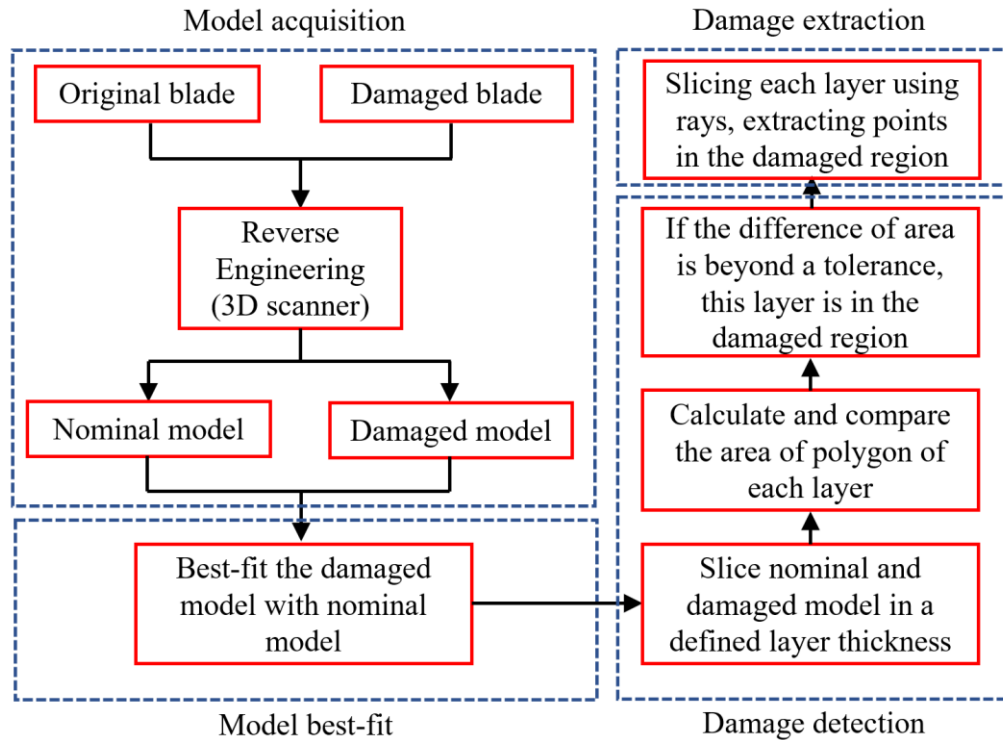 Model acquisition
Original blade
Damaged blade
Reverse
Engineering
(3D scanner)
Nominal model
Damaged model
Best-fit the damaged
model with nominal
model
Model best-fit
Damage extraction
Slicing each layer using
rays, extracting points
in the damaged region
If the difference of area
is beyond a tolerance,
this layer is in the
damaged region
Calculate and compare
the area of polygon of
each layer
Slice nominal and
damaged model in a
defined layer thickness
Damage detection